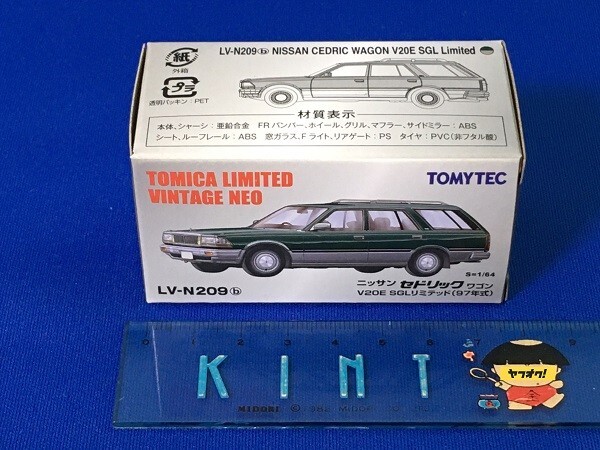 紙
外箱
プラ
透明パッキン：PET
LV-N209ⓑ NISSAN CEDRIC WAGON V20E SGL Limited
材質表示
本体、シャーシ：亜鉛合金　FRバンパー、ホイール、グリル、マフラー、サイドミラー：ABS
シート、ルーフレール：ABS　窓ガラス、Fライト、リアゲート：PS　タイヤ：PVC(非フタル酸)
TOMICA LIMITED
VINTAGE NEO
TOMYTEC
S=1/64
LV-N209ⓑ
ニッサン セドリック ワゴン
V20E SGLリミテッド(97年式)
KINT
ヤフオク!
MIDORI